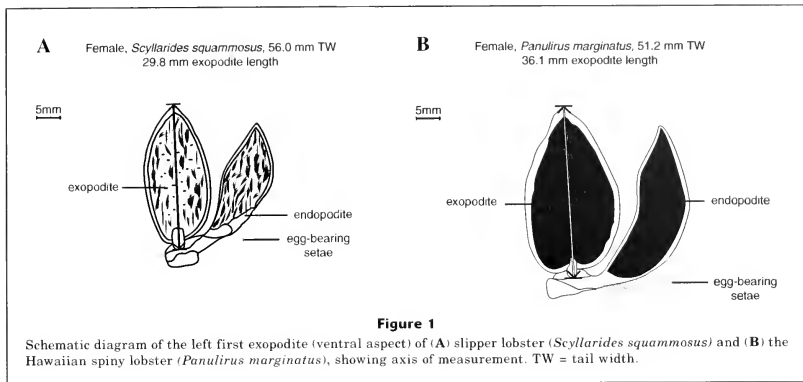 A
Female, Scyllarides squammosus, 56.0 mm TW
29.8 mm exopodite length
5mm
exopodite
endopodite
egg-bearing
setae
B
Female, Panulirus marginatus, 51.2 mm TW
36.1 mm exopodite length
5mm
exopodite
endopodite
egg-bearing
setae
Figure 1
Schematic diagram of the left first exopodite (ventral aspect) of (A) slipper lobster (Scyllarides squammosus) and (B) the
Hawaiian spiny lobster (Panulirus marginatus), showing axis of measurement. TW = tail width.